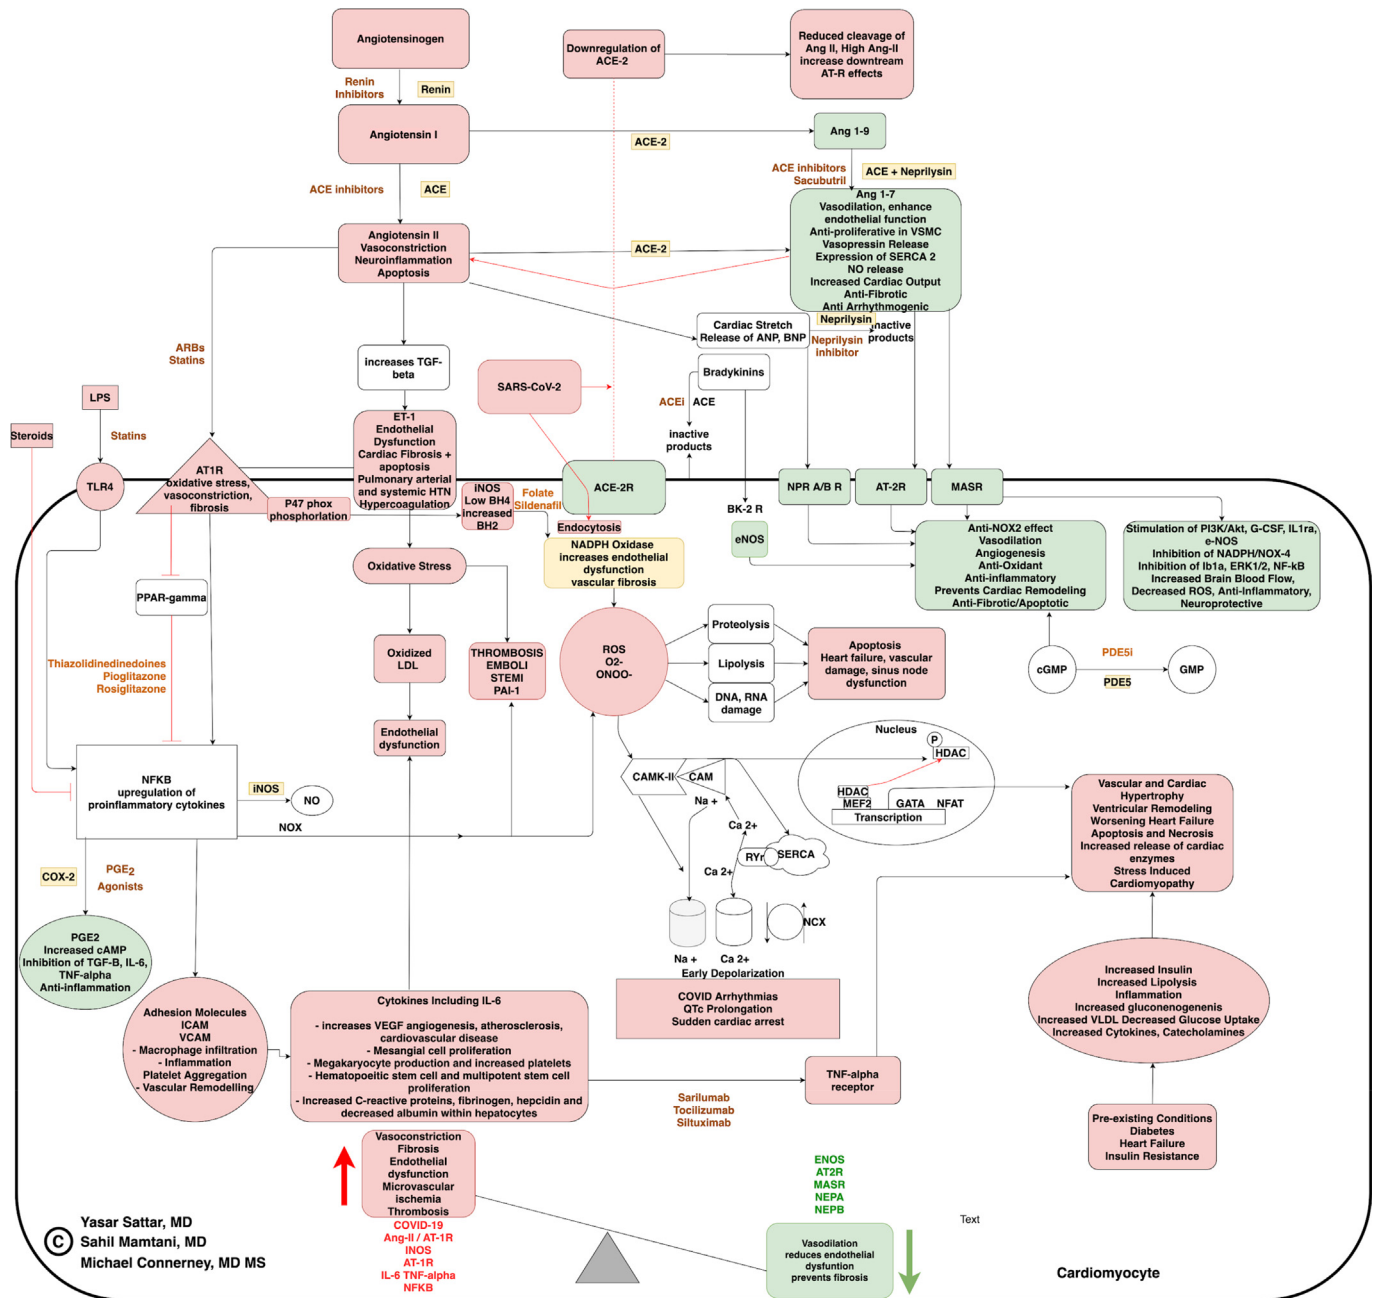 Angiotensinogen
Downregulation of
ACE-2
Reduced cleavage of
Ang II, High Ang-II
increase downtream
AT-R effects
Renin
Inhibitors
Renin
Angiotensin I
ACE-2
Ang 1-9
ACE inhibitors
ACE
ACE inhibitors
Sacubutril
ACE + Neprilysin
Angiotensin II
Vasoconstriction
Neuroinflammation
Apoptosis
ACE-2
Ang 1-7
Vasodilation, enhance
endothelial function
Anti-proliferative in VSMC
Vasopressin Release
Expression of SERCA 2
NO release
Increased Cardiac Output
Anti-Fibrotic
Anti Arrhythmogenic
Cardiac Stretch
Release of ANP, BNP
Neprilysin
inactive
products
Neprilysin
inhibitor
ARBs
Statins
increases TGF-
beta
SARS-CoV-2
Bradykinins
ACEi
ACE
inactive
products
LPS
Steroids
Statins
TLR4
AT1R
oxidative stress,
vasoconstriction,
fibrosis
ET-1
Endothelial
Dysfunction
Cardiac Fibrosis +
apoptosis
Pulmonary arterial
and systemic HTN
Hypercoagulation
P47 phox
phosphorlation
iNOS
Low BH4
increased
BH2
Folate
Sildenafil
ACE-2R
Endocytosis
NPR A/B R
AT-2R
MASR
BK-2 R
eNOS
NADPH Oxidase
increases endothelial
dysfunction
vascular fibrosis
Anti-NOX2 effect
Vasodilation
Angiogenesis
Anti-Oxidant
Anti-inflammatory
Prevents Cardiac Remodeling
Anti-Fibrotic/Apoptotic
Stimulation of PI3K/Akt, G-CSF, IL1ra,
e-NOS
Inhibition of NADPH/NOX-4
Inhibition of Ib1a, ERK1/2, NF-kB
Increased Brain Blood Flow,
Decreased ROS, Anti-Inflammatory,
Neuroprotective
Oxidative Stress
PPAR-gamma
Thiazolidinedinedoines
Pioglitazone
Rosiglitazone
Oxidized
LDL
THROMBOSIS
EMBOLI
STEMI
PAI-1
ROS
O2-
ONOO-
Proteolysis
Lipolysis
DNA, RNA
damage
Apoptosis
Heart failure, vascular
damage, sinus node
dysfunction
cGMP
PDE5i
PDE5
GMP
Endothelial
dysfunction
NFKB
upregulation of
proinflammatory cytokines
iNOS
NO
NOX
CAMK-II
CAM
Na +
Ca 2+
RYr
SERCA
Ca 2+
Nucleus
P
HDAC
HDAC
MEF2
GATA
NFAT
Transcription
Vascular and Cardiac
Hypertrophy
Ventricular Remodeling
Worsening Heart Failure
Apoptosis and Necrosis
Increased release of cardiac
enzymes
Stress Induced
Cardiomyopathy
COX-2
PGE2
Agonists
PGE2
Increased cAMP
Inhibition of TGF-B, IL-6,
TNF-alpha
Anti-inflammation
NCX
Na +
Ca 2+
Early Depolarization
COVID Arrhythmias
QTc Prolongation
Sudden cardiac arrest
Adhesion Molecules
ICAM
VCAM
- Macrophage infiltration
- Inflammation
Platelet Aggregation
- Vascular Remodelling
Cytokines Including IL-6
- increases VEGF angiogenesis, atherosclerosis,
cardiovascular disease
- Mesangial cell proliferation
- Megakaryocyte production and increased platelets
- Hematopoeitic stem cell and multipotent stem cell
proliferation
- Increased C-reactive proteins, fibrinogen, hepcidin and
decreased albumin within hepatocytes
Sarilumab
Tocilizumab
Siltuximab
TNF-alpha
receptor
Increased Insulin
Increased Lipolysis
Inflammation
Increased gluconenogenenis
Increased VLDL Decreased Glucose Uptake
Increased Cytokines, Catecholamines
Pre-existing Conditions
Diabetes
Heart Failure
Insulin Resistance
Vasoconstriction
Fibrosis
Endothelial
dysfunction
Microvascular
ischemia
Thrombosis
COVID-19
Ang-II / AT-1R
INOS
AT-1R
IL-6 TNF-alpha
NFKB
ENOS
AT2R
MASR
NEPA
NEPB
Vasodilation
reduces endothelial
dysfuntion
prevents fibrosis
Text
Cardiomyocyte
C
Yasar Sattar, MD
Sahil Mamtani, MD
Michael Connerney, MD MS